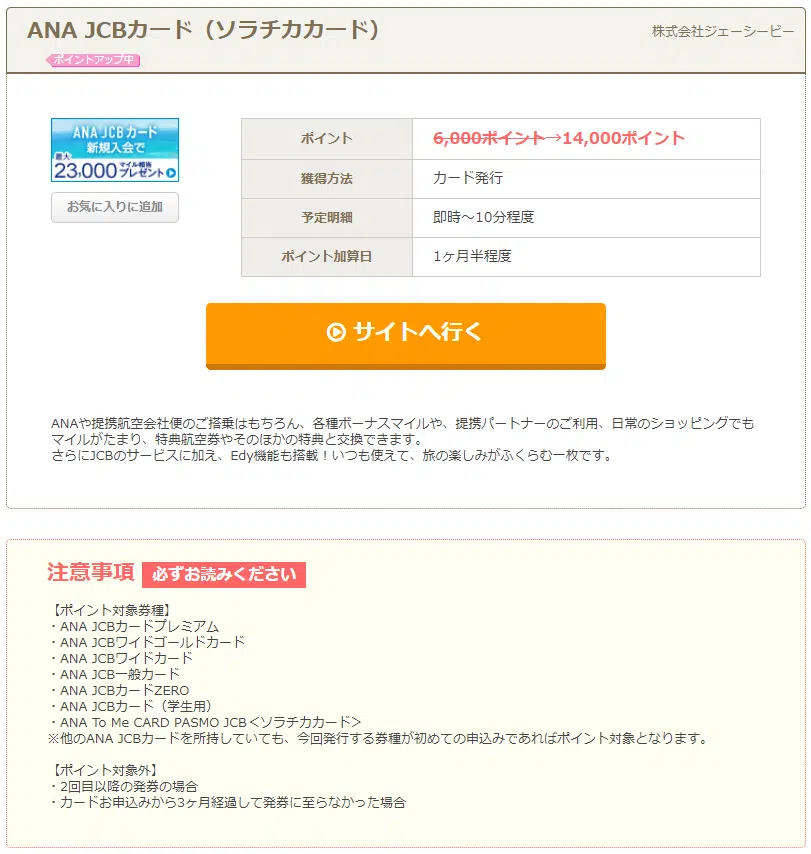 ANA JCBカード（ソラチカカード）
株式会社ジェーシービー
ポイントアップ中
ANA JCBカード
新規入会で
最大
23,000マイル相当プレゼント
お気に入りに追加
ポイント
6,000ポイント→14,000ポイント
獲得方法
カード発行
予定明細
即時～10分程度
ポイント加算日
1ヶ月半程度
サイトへ行く
ANAや提携航空会社便のご搭乗はもちろん、各種ボーナスマイルや、提携パートナーのご利用、日常のショッピングでも
マイルがたまり、特典航空券やそのほかの特典と交換できます。
さらにJCBのサービスに加え、Edy機能も搭載！いつも使えて、旅の楽しみがふくらむ一枚です。
注意事項 必ずお読みください
【ポイント対象券種】
・ANA JCBカードプレミアム
・ANA JCBワイドゴールドカード
・ANA JCBワイドカード
・ANA JCB一般カード
・ANA JCBカードZERO
・ANA JCBカード（学生用）
・ANA To Me CARD PASMO JCB＜ソラチカカード＞
※他のANA JCBカードを所持していても、今回発行する券種が初めての申込みであればポイント対象となります。
【ポイント対象外】
・2回目以降の発券の場合
・カードお申込みから3ヶ月経過して発券に至らなかった場合